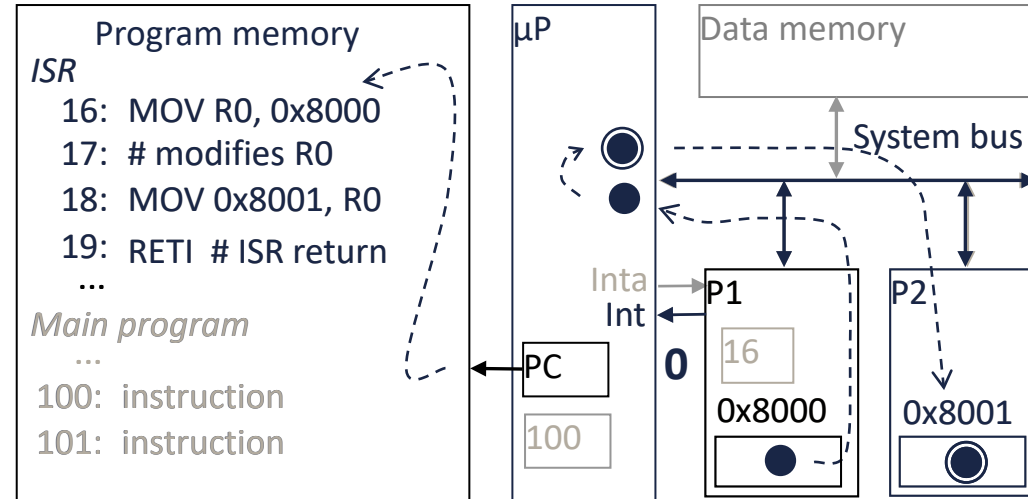 Program memory
ISR
16: MOV R0, 0x8000
17: # modifies R0
18: MOV 0x8001, R0
19: RETI # ISR return
...
Main program
...
100: instruction
101: instruction
μP
Inta
Int
PC
100
Data memory
System bus
P1
16
0
0x8000
P2
0x8001